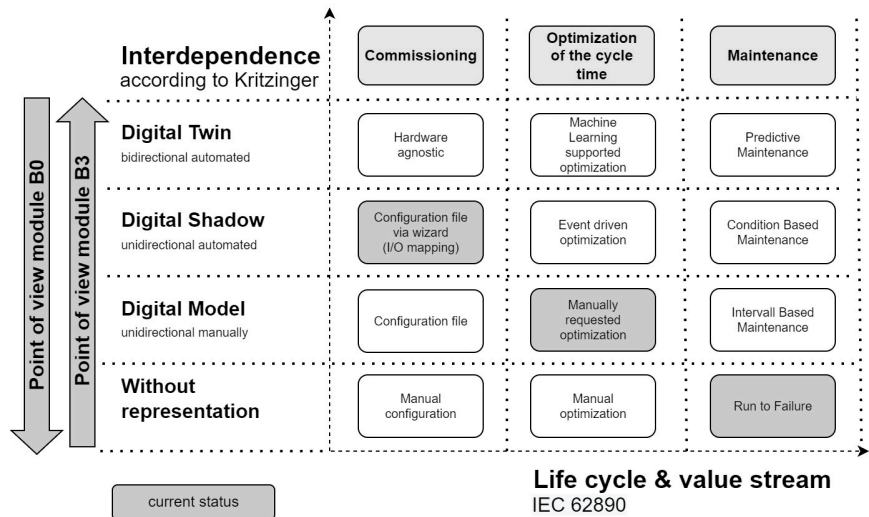 Interdependence
according to Kritzinger
Commissioning
Optimization
of the cycle
time
Maintenance
Point of view module B0
Point of view module B3
Digital Twin
bidirectional automated
Hardware
agnostic
Machine
Learning
supported
optimization
Predictive
Maintenance
Digital Shadow
unidirectional automated
Configuration file
via wizard
(I/O mapping)
Event driven
optimization
Condition Based
Maintenance
Digital Model
unidirectional manually
Configuration file
Manually
requested
optimization
Intervall Based
Maintenance
Without
representation
Manual
configuration
Manual
optimization
Run to Failure
Life cycle & value stream
IEC 62890
current status